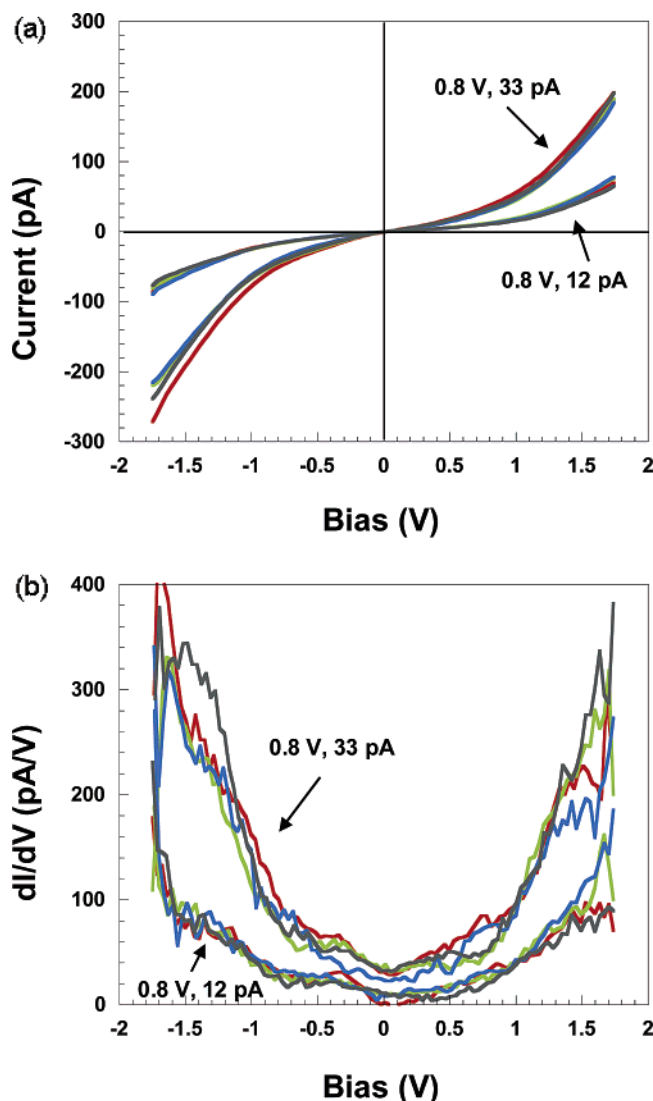 (a)
300
200
100
0
-100
-200
-300
Current (pA)
0.8 V, 33 pA
0.8 V, 12 pA
-2 -1.5 -1 -0.5 0 0.5 1 1.5 2
Bias (V)
(b)
400
300
200
100
0
dI/dV (pA/V)
0.8 V, 33 pA
0.8 V, 12 pA
-2 -1.5 -1 -0.5 0 0.5 1 1.5 2
Bias (V)